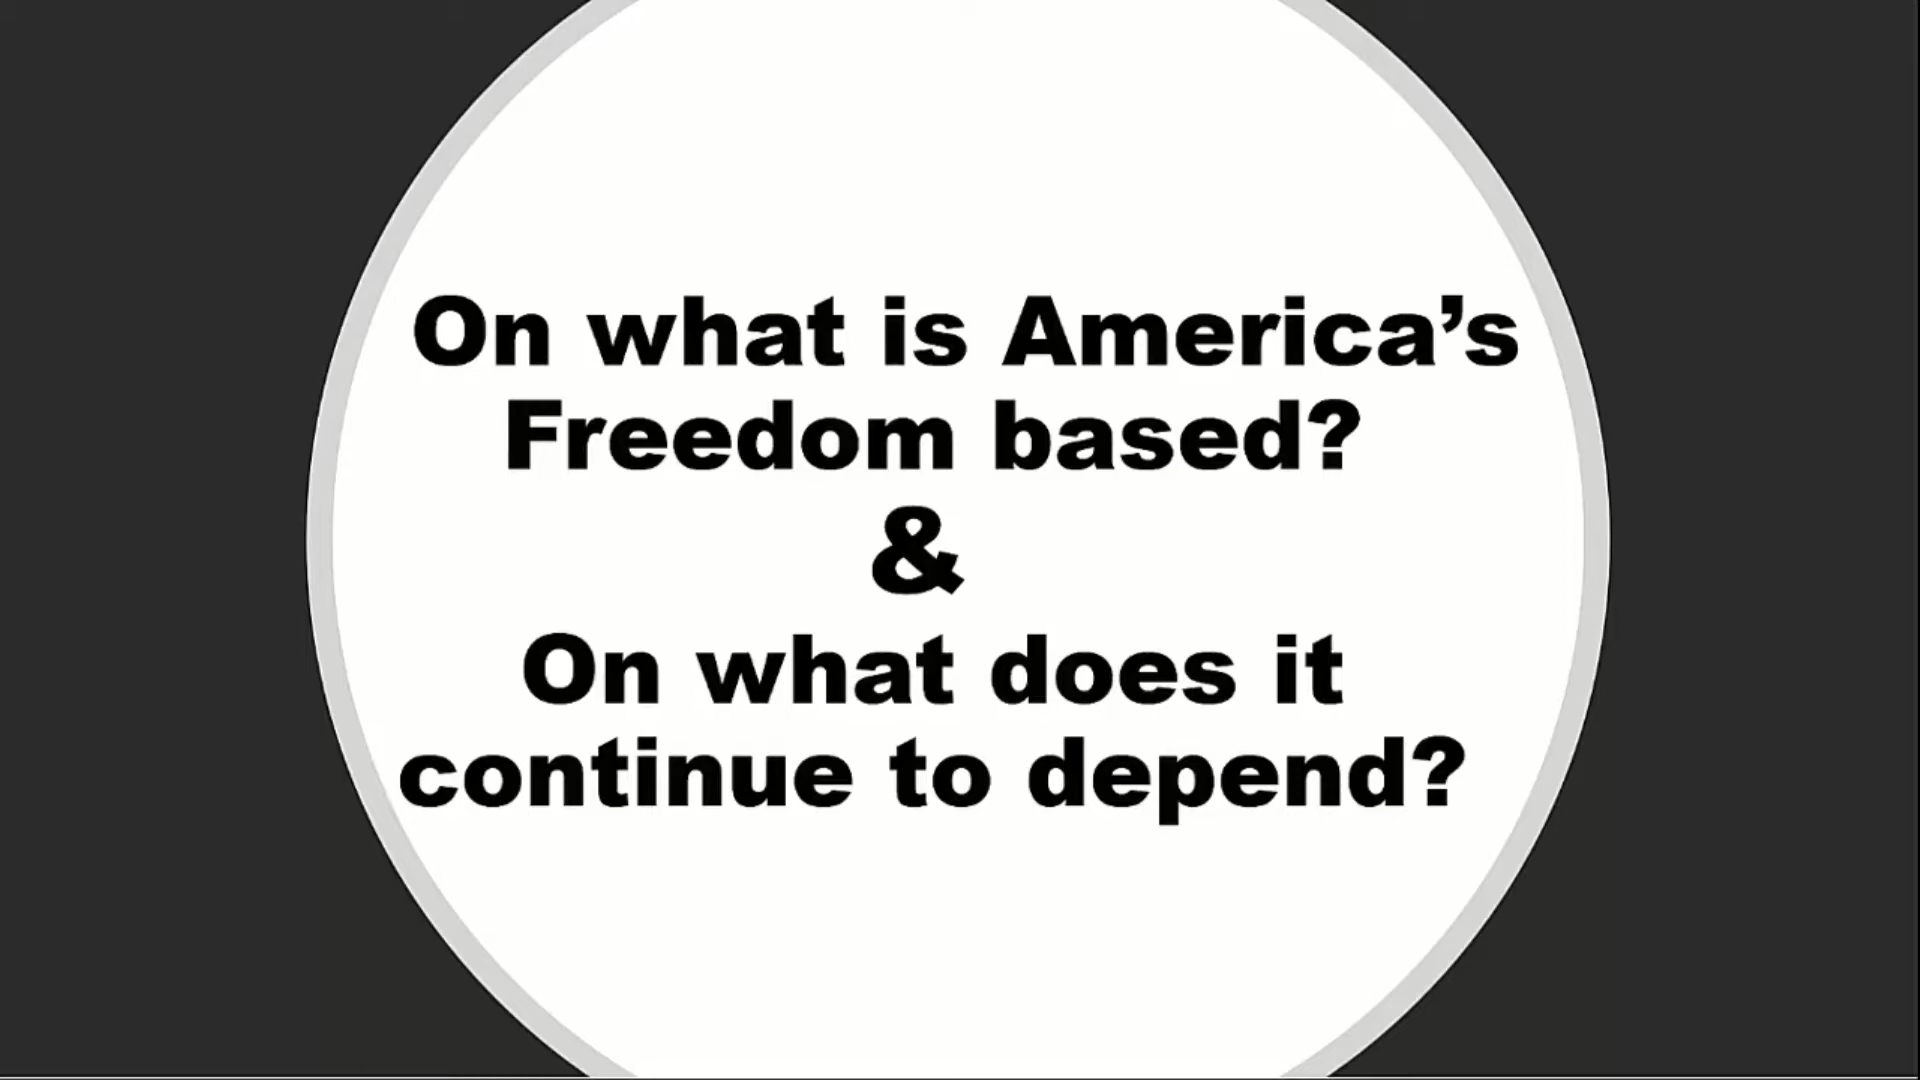 On what is America’s
Freedom based?
&
On what does it
continue to depend?